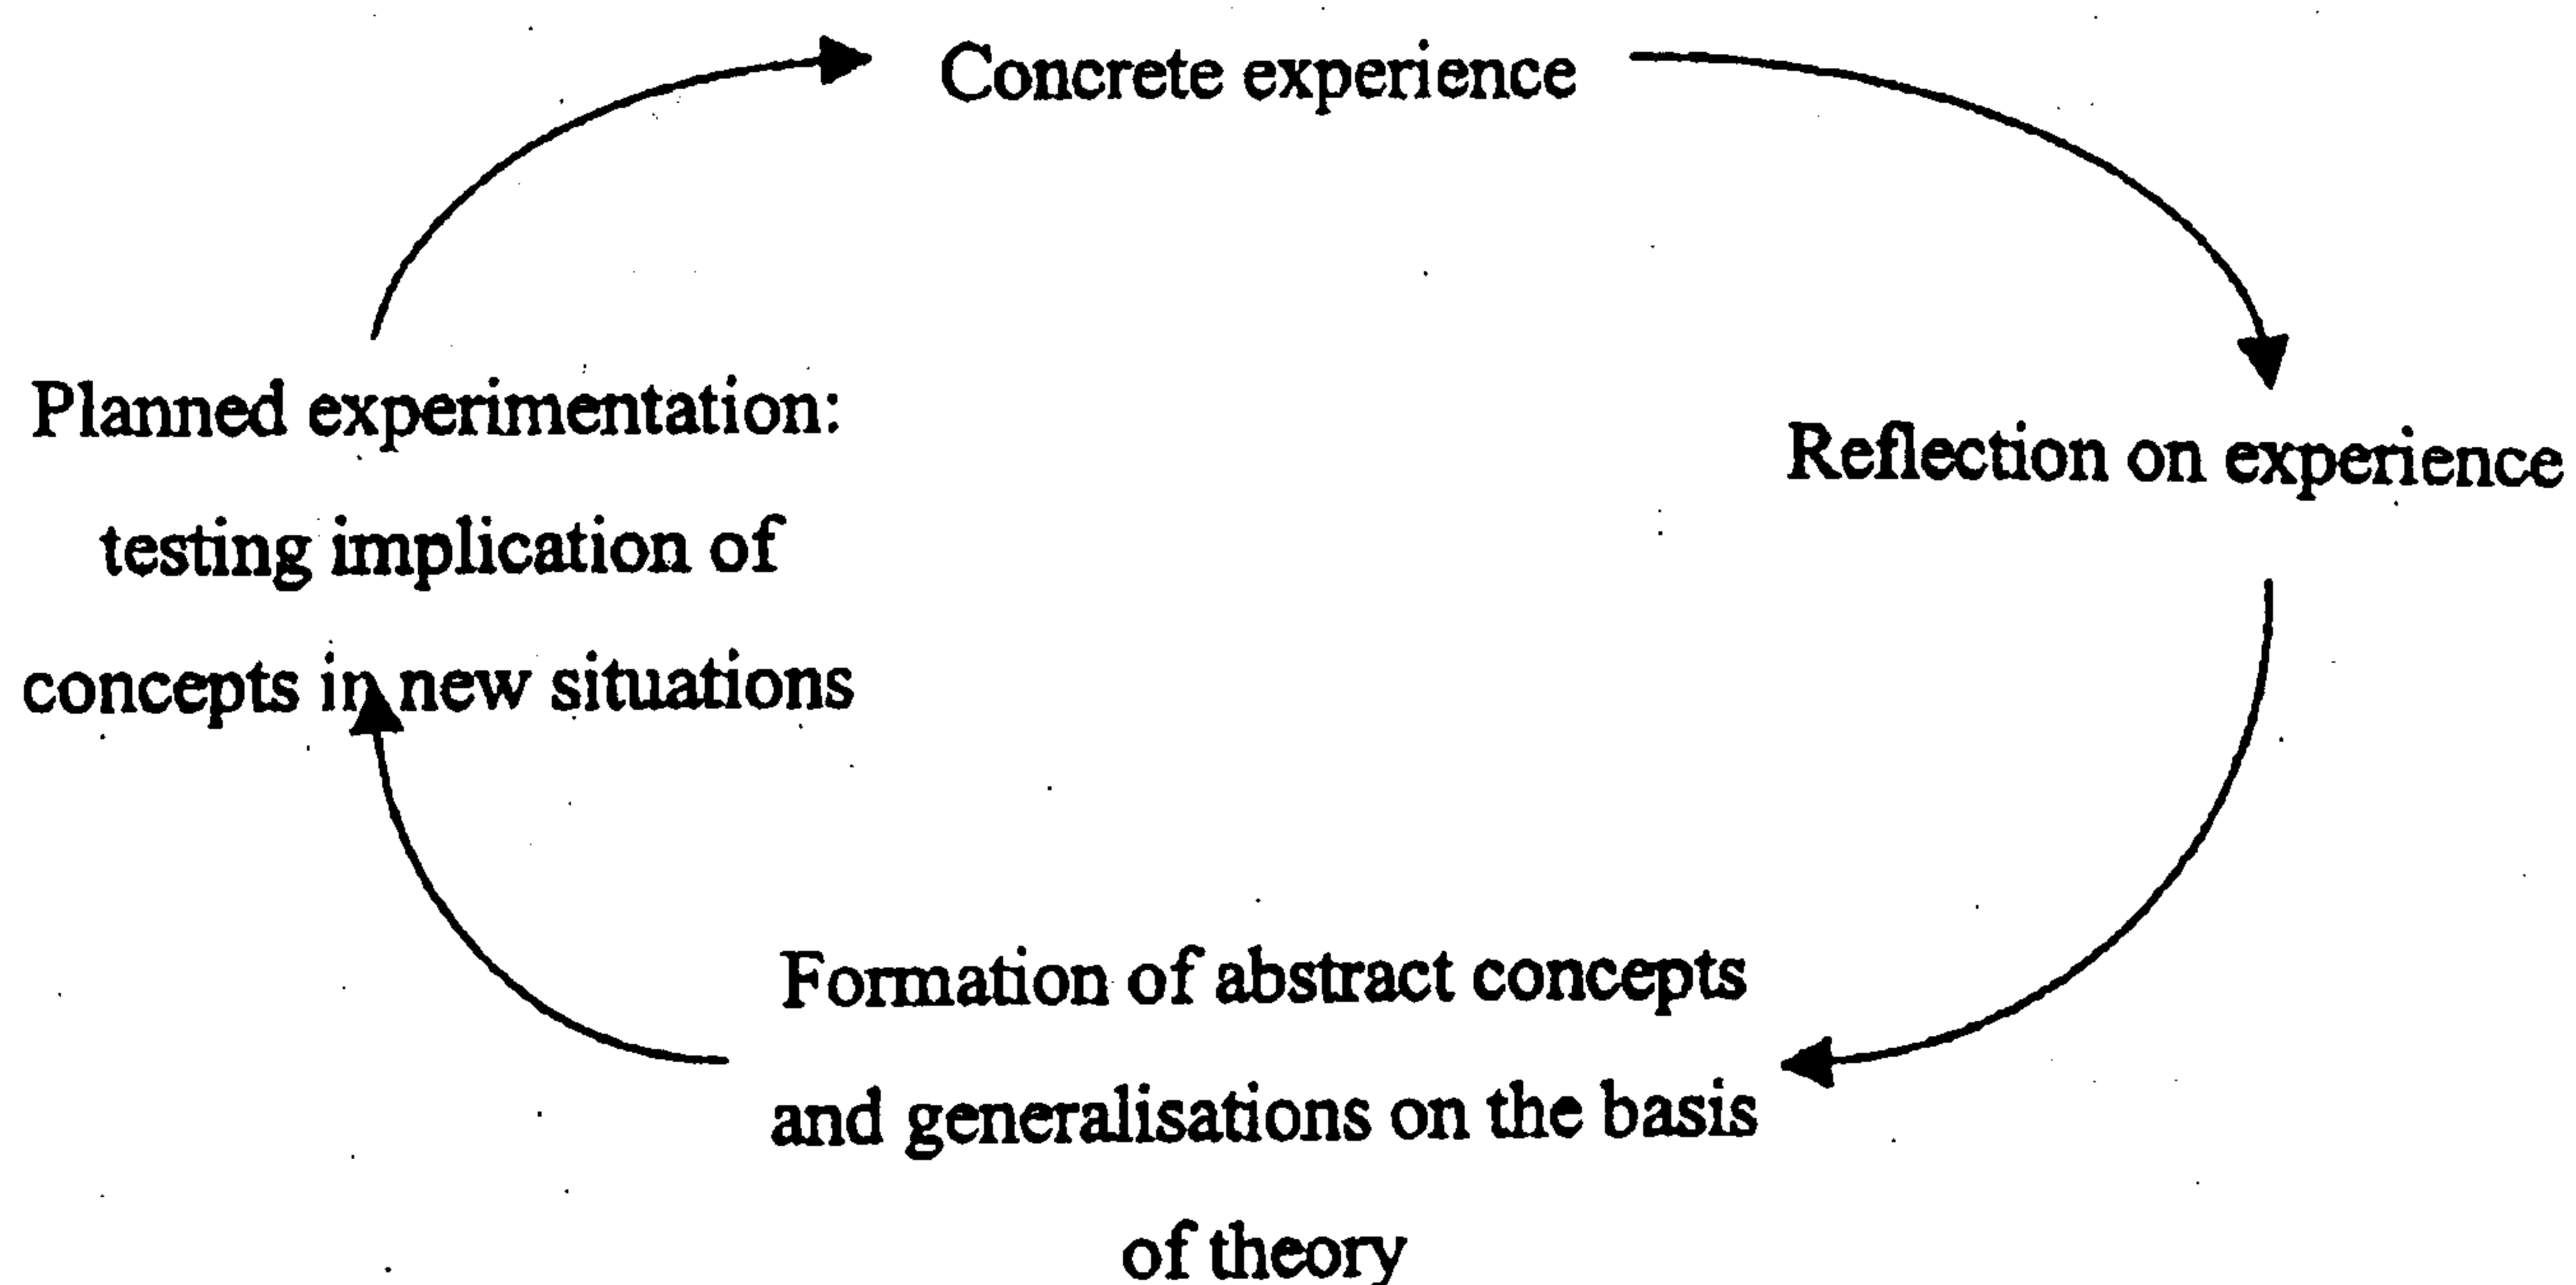 Concrete experience
Reflection on experience
Formation of abstract concepts
and generalisations on the basis
of theory
Planned experimentation:
testing implication of
concepts in new situations